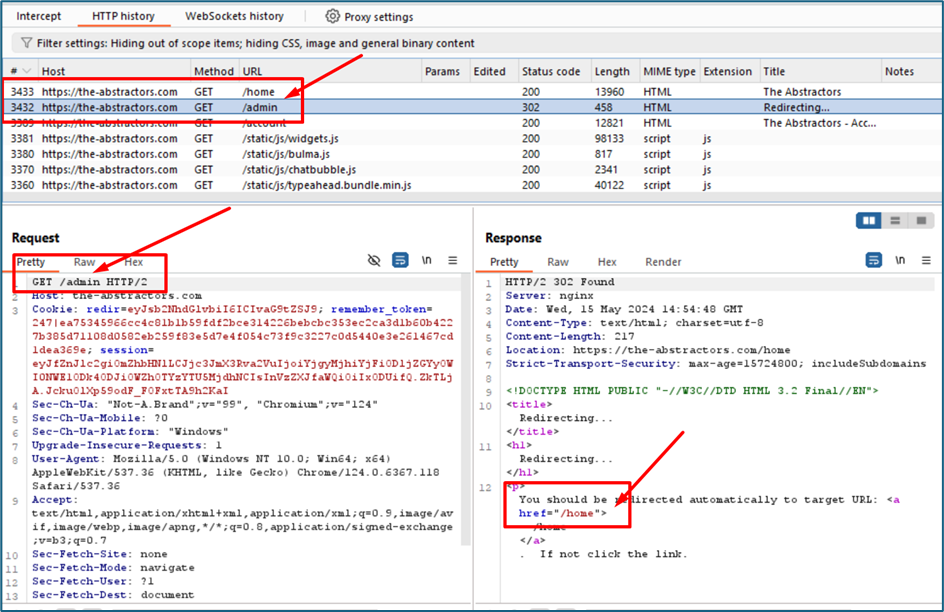 Intercept HTTP history WebSockets history Proxy settings
Filter settings: Hiding out of scope items; hiding CSS, image and general binary content
# Host Method URL Params Edited Status code Length MIME type Extension Title Notes
3433 https://the-abstractors.com GET /home 200 13960 HTML The Abstractors
3432 https://the-abstractors.com GET /admin 302 458 HTML Redirecting...
3389 https://the-abstractors.com GET /account 200 12821 HTML The Abstractors - Acc...
3381 https://the-abstractors.com GET /static/js/widgets.js 200 98133 script js
3380 https://the-abstractors.com GET /static/js/bulma.js 200 817 script js
3370 https://the-abstractors.com GET /static/js/chatbubble.js 200 2341 script js
3360 https://the-abstractors.com GET /static/js/typeahead.bundle.min.js 200 40122 script js
Request
Pretty Raw Hex \n
1 GET /admin HTTP/2
2 Host: the-abstractors.com
3 Cookie: redir=eyJsb2NhdGlvbiI6ICIvaG9tZSJ9; remember_token=
247|ea75345966cc4c81b1b59fdf2bce314226bebcbc353ec2ca3d1b60b422
7b385d71108d0582eb259f83e5d7e4f054c73f9c3227c0d5440e3e261467cd
1dea369e; session=
4 Sec-Ch-Ua: "Not-A.Brand";v="99", "Chromium";v="124"
5 Sec-Ch-Ua-Mobile: ?0
6 Sec-Ch-Ua-Platform: "Windows"
7 Upgrade-Insecure-Requests: 1
8 User-Agent: Mozilla/5.0 (Windows NT 10.0; Win64; x64)
AppleWebKit/537.36 (KHTML, like Gecko) Chrome/124.0.6367.118
Safari/537.36
9 Accept:
text/html,application/xhtml+xml,application/xml;q=0.9,image/av
if,image/webp,image/apng,*/*;q=0.8,application/signed-exchange
;v=b3;q=0.7
10 Sec-Fetch-Site: none
11 Sec-Fetch-Mode: navigate
12 Sec-Fetch-User: ?1
13 Sec-Fetch-Dest: document
Response
Pretty Raw Hex Render \n
1 HTTP/2 302 Found
2 Server: nginx
3 Date: Wed, 15 May 2024 14:54:48 GMT
4 Content-Type: text/html; charset=utf-8
5 Content-Length: 217
6 Location: https://the-abstractors.com/home
7 Strict-Transport-Security: max-age=15724800; includeSubdomains
8
9 <!DOCTYPE HTML PUBLIC "-//W3C//DTD HTML 3.2 Final//EN">
10 <title>
Redirecting...
</title>
11 <h1>
Redirecting...
</h1>
12 <p>
You should be redirected automatically to target URL: <a
href="/home">
/home
</a>
. If not click the link.